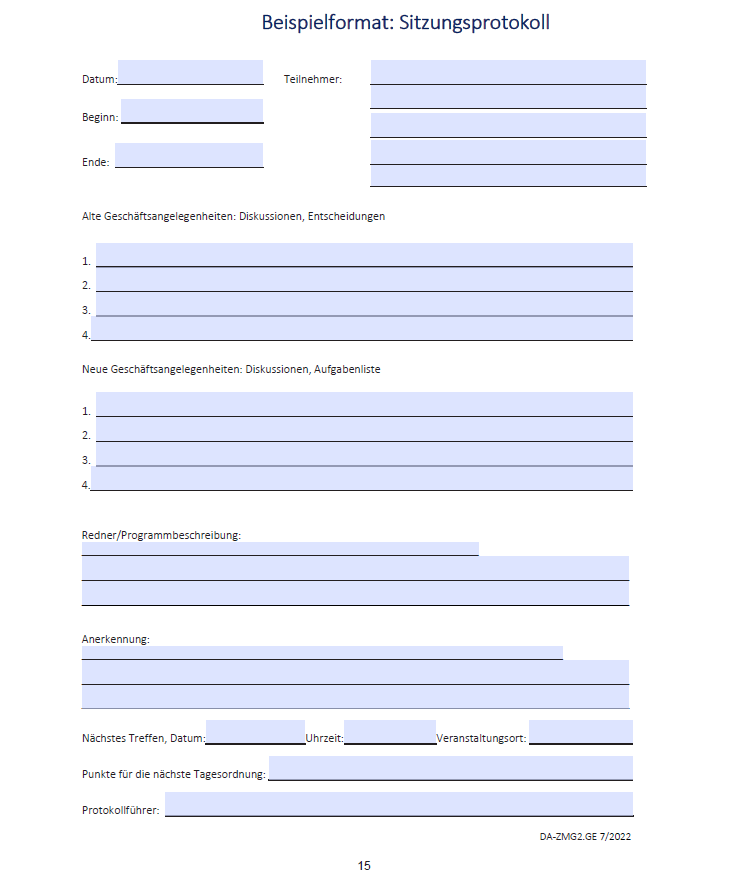 Beispielformat: Sitzungsprotokoll
Datum: Teilnehmer:
Beginn:
Ende:
Alte Geschäftsangelegenheiten: Diskussionen, Entscheidungen
1.
2.
3.
4.
Neue Geschäftsangelegenheiten: Diskussionen, Aufgabenliste
1.
2.
3.
4.
Redner/Programmbeschreibung:
Anerkennung:
Nächstes Treffen, Datum: Uhrzeit: Veranstaltungsort:
Punkte für die nächste Tagesordnung:
Protokollführer:
DA-ZMG2.GE 7/2022
15